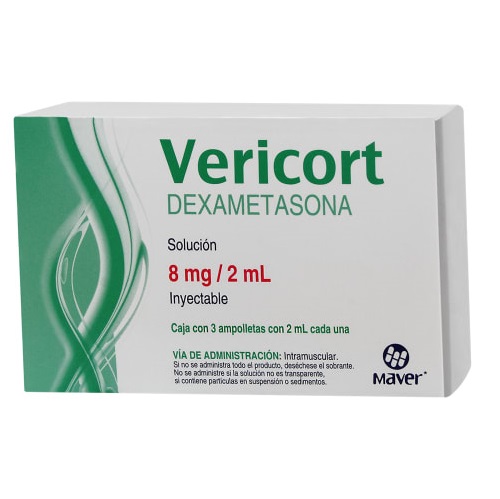 Vericort
DEXAMETASONA
Solución
8 mg / 2 mL
Inyectable
Caja con 3 ampolletas con 2 mL cada una
VÍA DE ADMINISTRACIÓN: Intramuscular.
Si no se administra todo el producto, deséchese el sobrante.
No se administre si la solución no es transparente,
si contiene partículas en suspensión o sedimentos.
Maver®